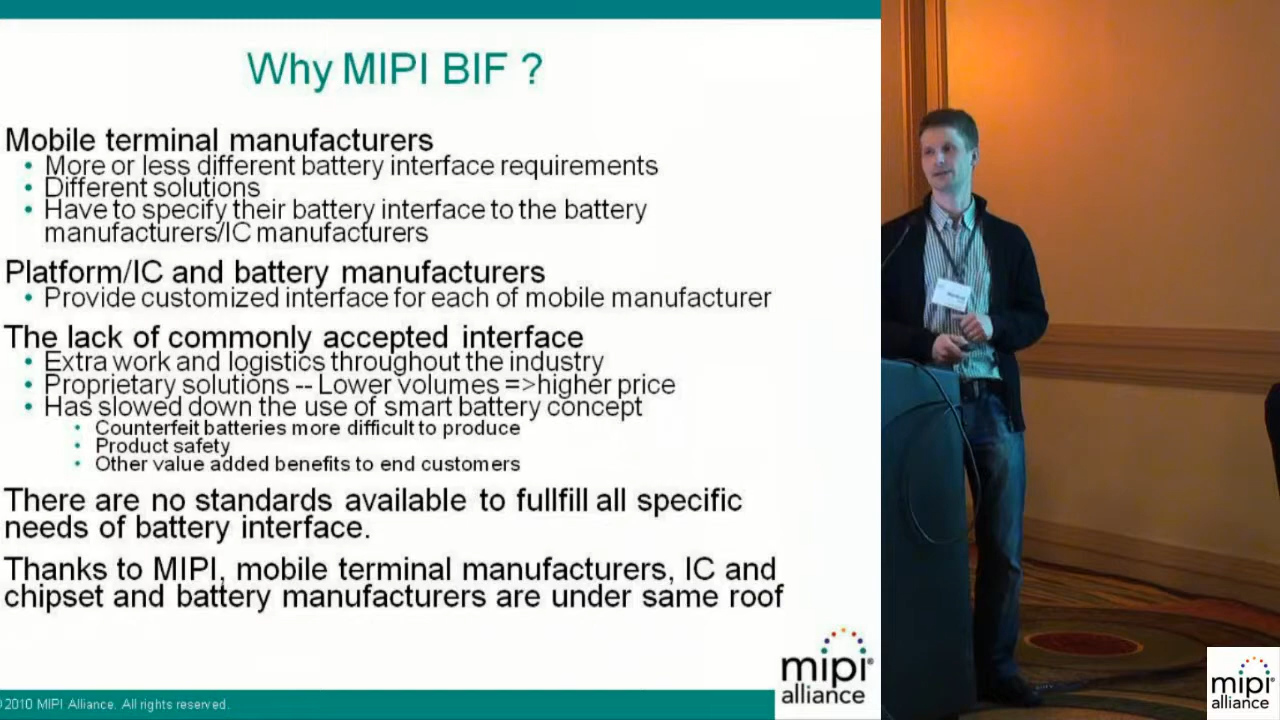 Why MIPI BIF ?
Mobile terminal manufacturers
• More or less different battery interface requirements
• Different solutions
• Have to specify their battery interface to the battery
manufacturers/IC manufacturers
Platform/IC and battery manufacturers
• Provide customized interface for each of mobile manufacturer
The lack of commonly accepted interface
• Extra work and logistics throughout the industry
• Proprietary solutions -- Lower volumes =>higher price
• Has slowed down the use of smart battery concept
• Counterfeit batteries more difficult to produce
• Product safety
• Other value added benefits to end customers
There are no standards available to fullfill all specific
needs of battery interface.
Thanks to MIPI, mobile terminal manufacturers, IC and
chipset and battery manufacturers are under same roof
mipi®
alliance
2010 MIPI Alliance. All rights reserved.
mipi®
alliance